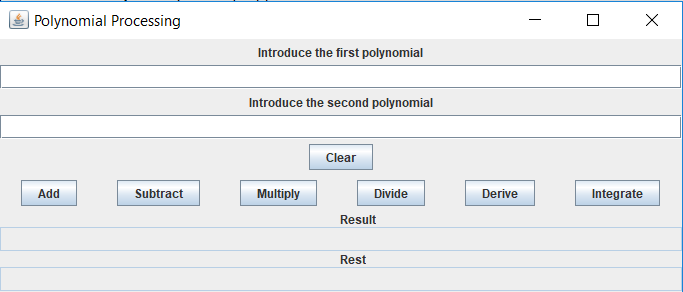 Polynomial Processing
Introduce the first polynomial
Introduce the second polynomial
Clear
Add Subtract Multiply Divide Derive Integrate
Result
Rest